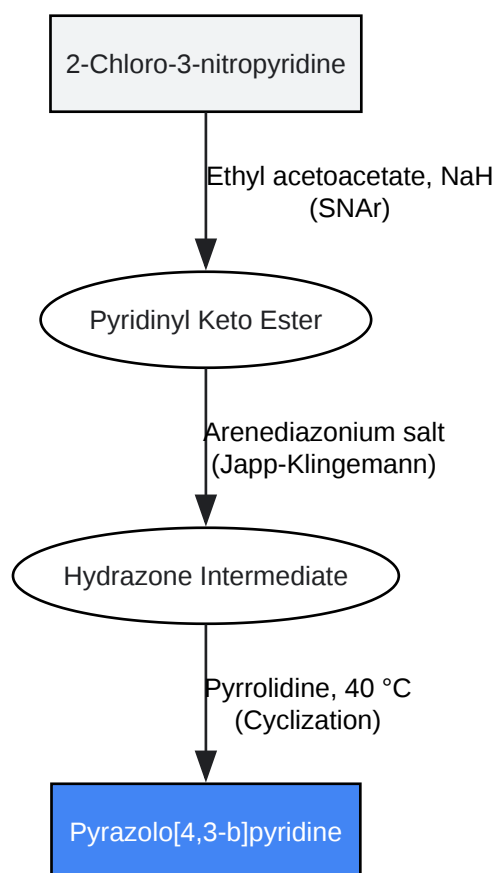 2-Chloro-3-nitropyridine
Ethyl acetoacetate, NaH
(SNAr)
Pyridinyl Keto Ester
Arenediazonium salt
(Japp-Klingemann)
Hydrazone Intermediate
Pyrrolidine, 40 °C
(Cyclization)
Pyrazolo[4,3-b]pyridine